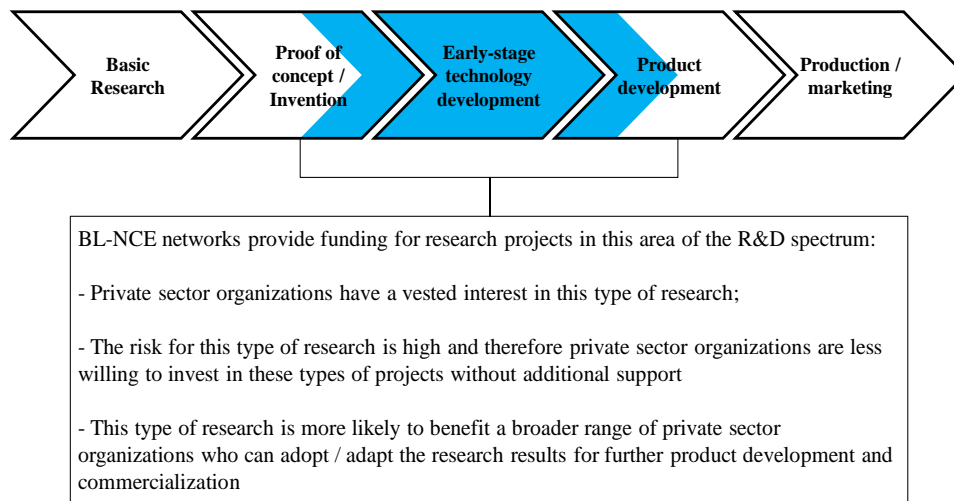 Basic
Research
Proof of
concept /
Invention
Early-stage
technology
development
Product
development
Production /
marketing
BL-NCE networks provide funding for research projects in this area of the R&D spectrum:
- Private sector organizations have a vested interest in this type of research;
- The risk for this type of research is high and therefore private sector organizations are less
willing to invest in these types of projects without additional support
- This type of research is more likely to benefit a broader range of private sector
organizations who can adopt / adapt the research results for further product development and
commercialization